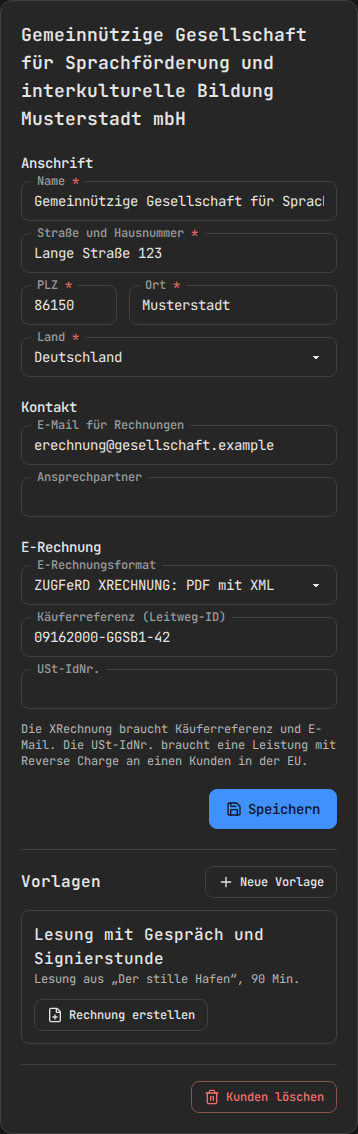 Gemeinnützige Gesellschaft
für Sprachförderung und
interkulturelle Bildung
Musterstadt mbH
Anschrift
Name *
Gemeinnützige Gesellschaft für Sprac
Straße und Hausnummer *
Lange Straße 123
PLZ *
86150
Ort *
Musterstadt
Land *
Deutschland
Kontakt
E-Mail für Rechnungen
erechnung@gesellschaft.example
Ansprechpartner
E-Rechnung
E-Rechnungsformat
ZUGFeRD XRECHNUNG: PDF mit XML
Käuferreferenz (Leitweg-ID)
09162000-GGSB1-42
USt-IdNr.
Die XRechnung braucht Käuferreferenz und E-
Mail. Die USt-IdNr. braucht eine Leistung mit
Reverse Charge an einen Kunden in der EU.
Speichern
Vorlagen
Neue Vorlage
Lesung mit Gespräch und
Signierstunde
Lesung aus „Der stille Hafen“, 90 Min.
Rechnung erstellen
Kunden löschen